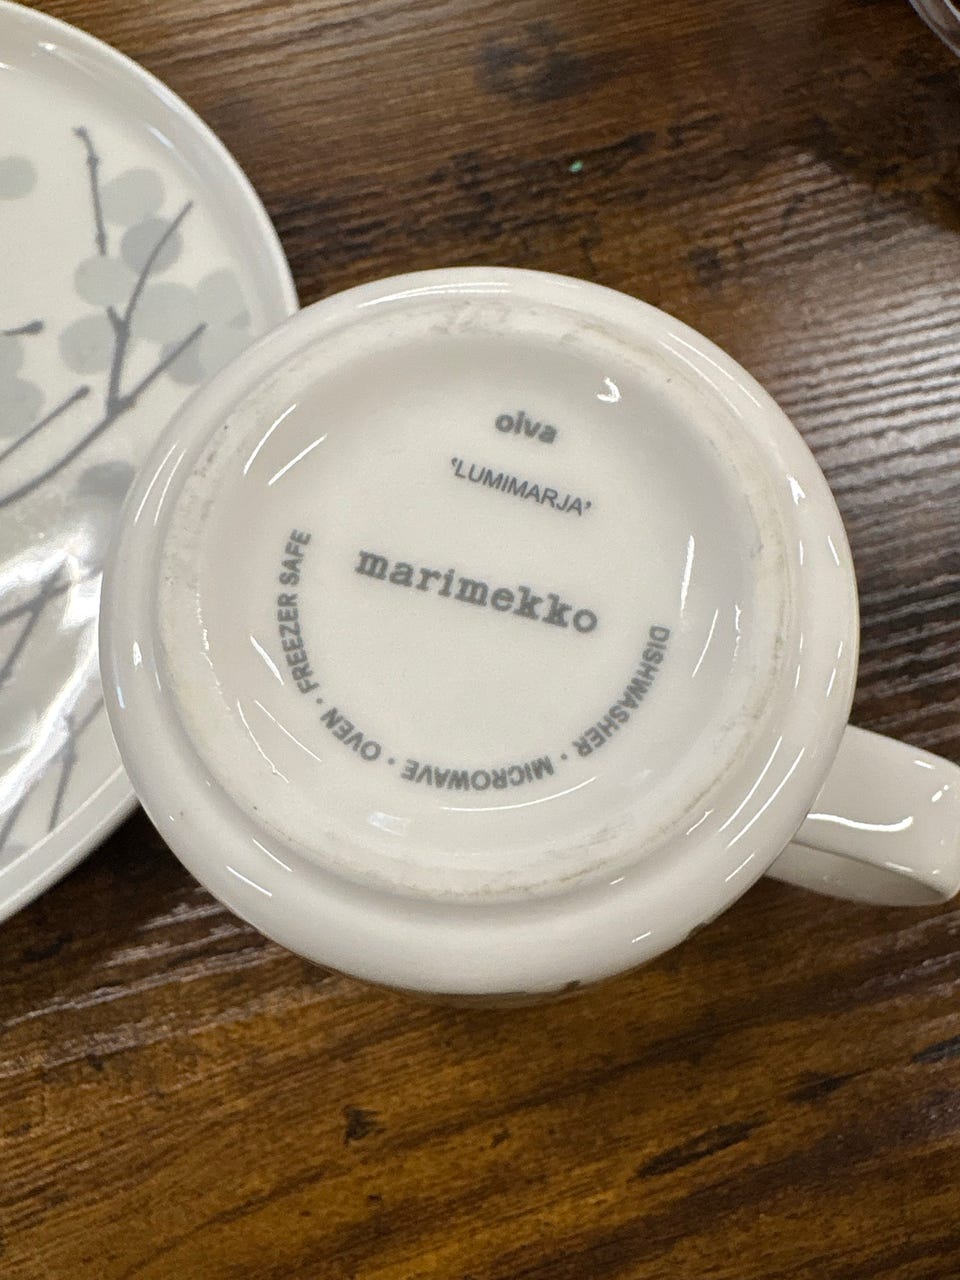 oiva
'LUMIMARJA'
marimekko
DISHWASHER · MICROWAVE · OVEN · FREEZER SAFE